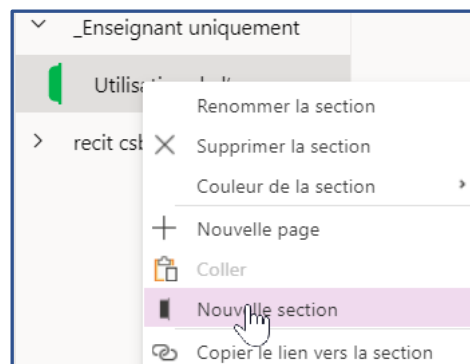 _Enseignant uniquement
Utilis
Renommer la section
recit csb
Supprimer la section
Couleur de la section
Nouvelle page
Coller
Nouvelle section
Copier le lien vers la section